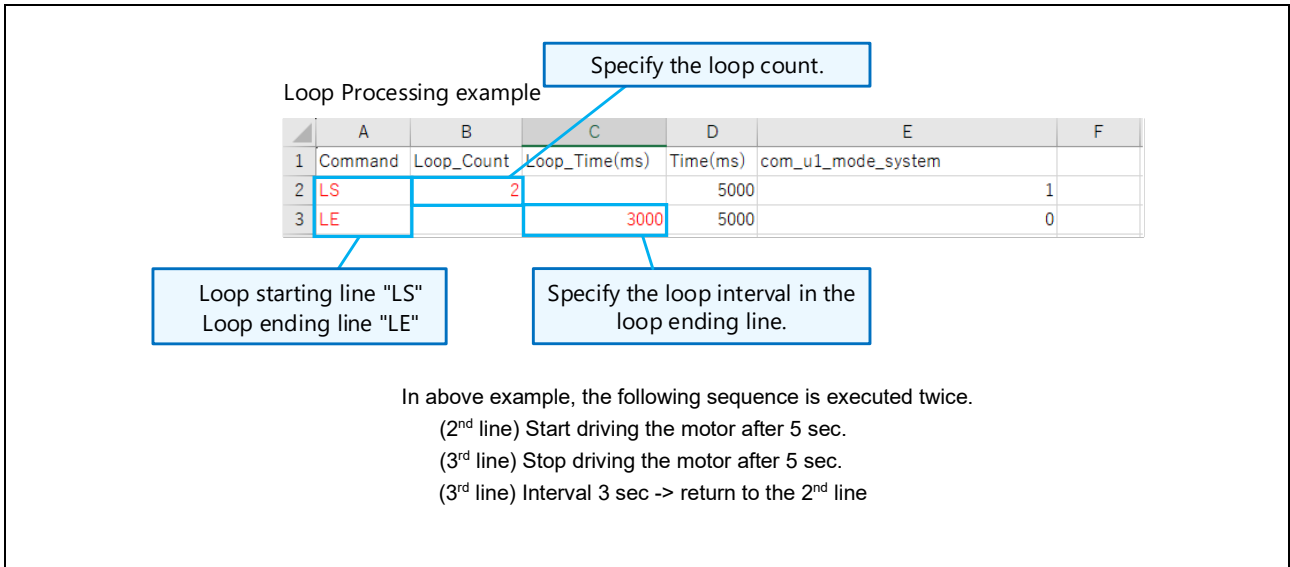 Specify the loop count.
Loop Processing example
A B C D E F
1 Command Loop_Count Loop_Time(ms) Time(ms) com_u1_mode_system
2 LS 2 5000 1
3 LE 3000 5000 0
Loop starting line "LS"
Loop ending line "LE"
Specify the loop interval in the
loop ending line.
In above example, the following sequence is executed twice.
(2nd line) Start driving the motor after 5 sec.
(3rd line) Stop driving the motor after 5 sec.
(3rd line) Interval 3 sec -> return to the 2nd line